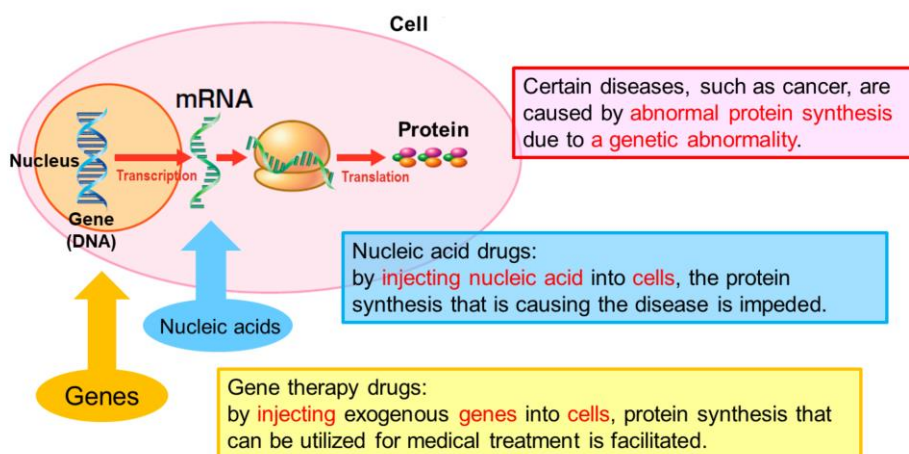 Cell
Certain diseases, such as cancer, are
caused by abnormal protein synthesis
due to a genetic abnormality.
mRNA
Protein
Nucleus
Transcription
Translation
Gene
(DNA)
Nucleic acid drugs:
by injecting nucleic acid into cells, the protein
synthesis that is causing the disease is impeded.
Nucleic acids
Genes
Gene therapy drugs:
by injecting exogenous genes into cells, protein synthesis that
can be utilized for medical treatment is facilitated.